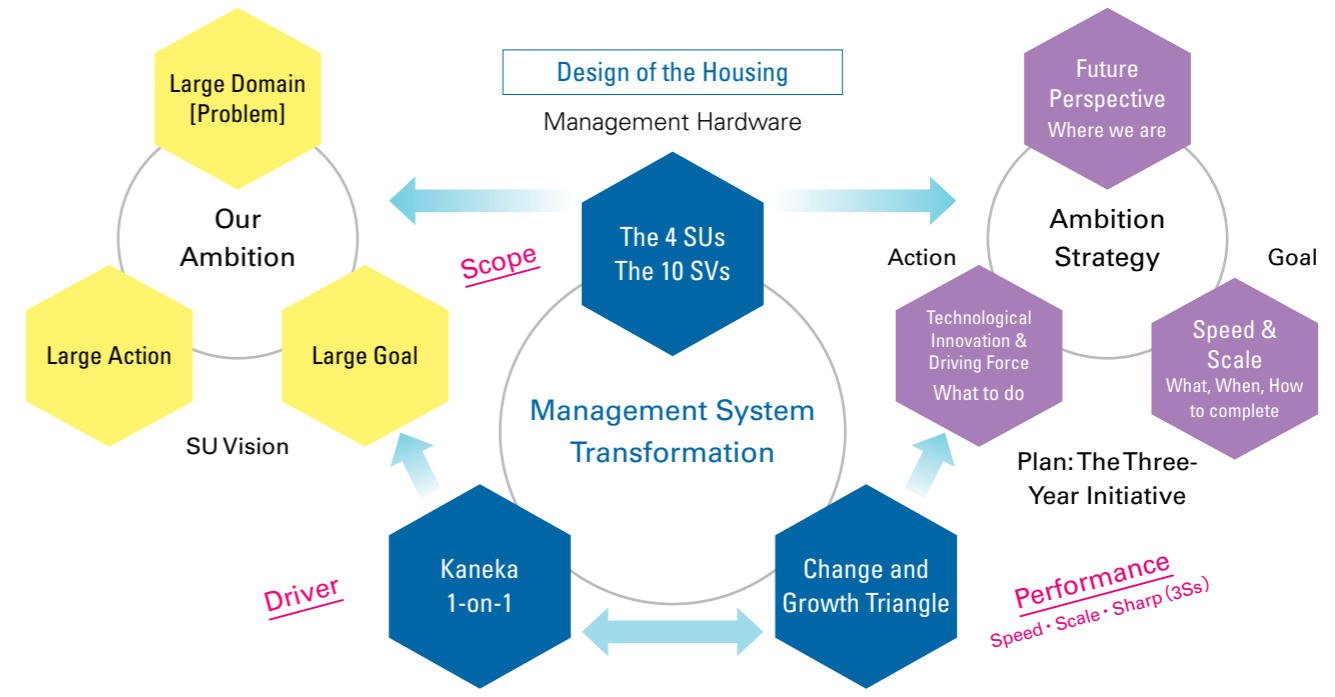 Large Domain
[Problem]
Our
Ambition
Large Action
Large Goal
SU Vision
Design of the Housing
Management Hardware
The 4 SUs
The 10 SVs
Scope
Management System
Transformation
Driver
Kaneka
1-on-1
Change and
Growth Triangle
Performance
Speed・Scale・Sharp (3Ss)
Future
Perspective
Where we are
Ambition
Strategy
Action
Goal
Technological
Innovation &
Driving Force
What to do
Speed &
Scale
What, When, How
to complete
Plan: The Three-
Year Initiative